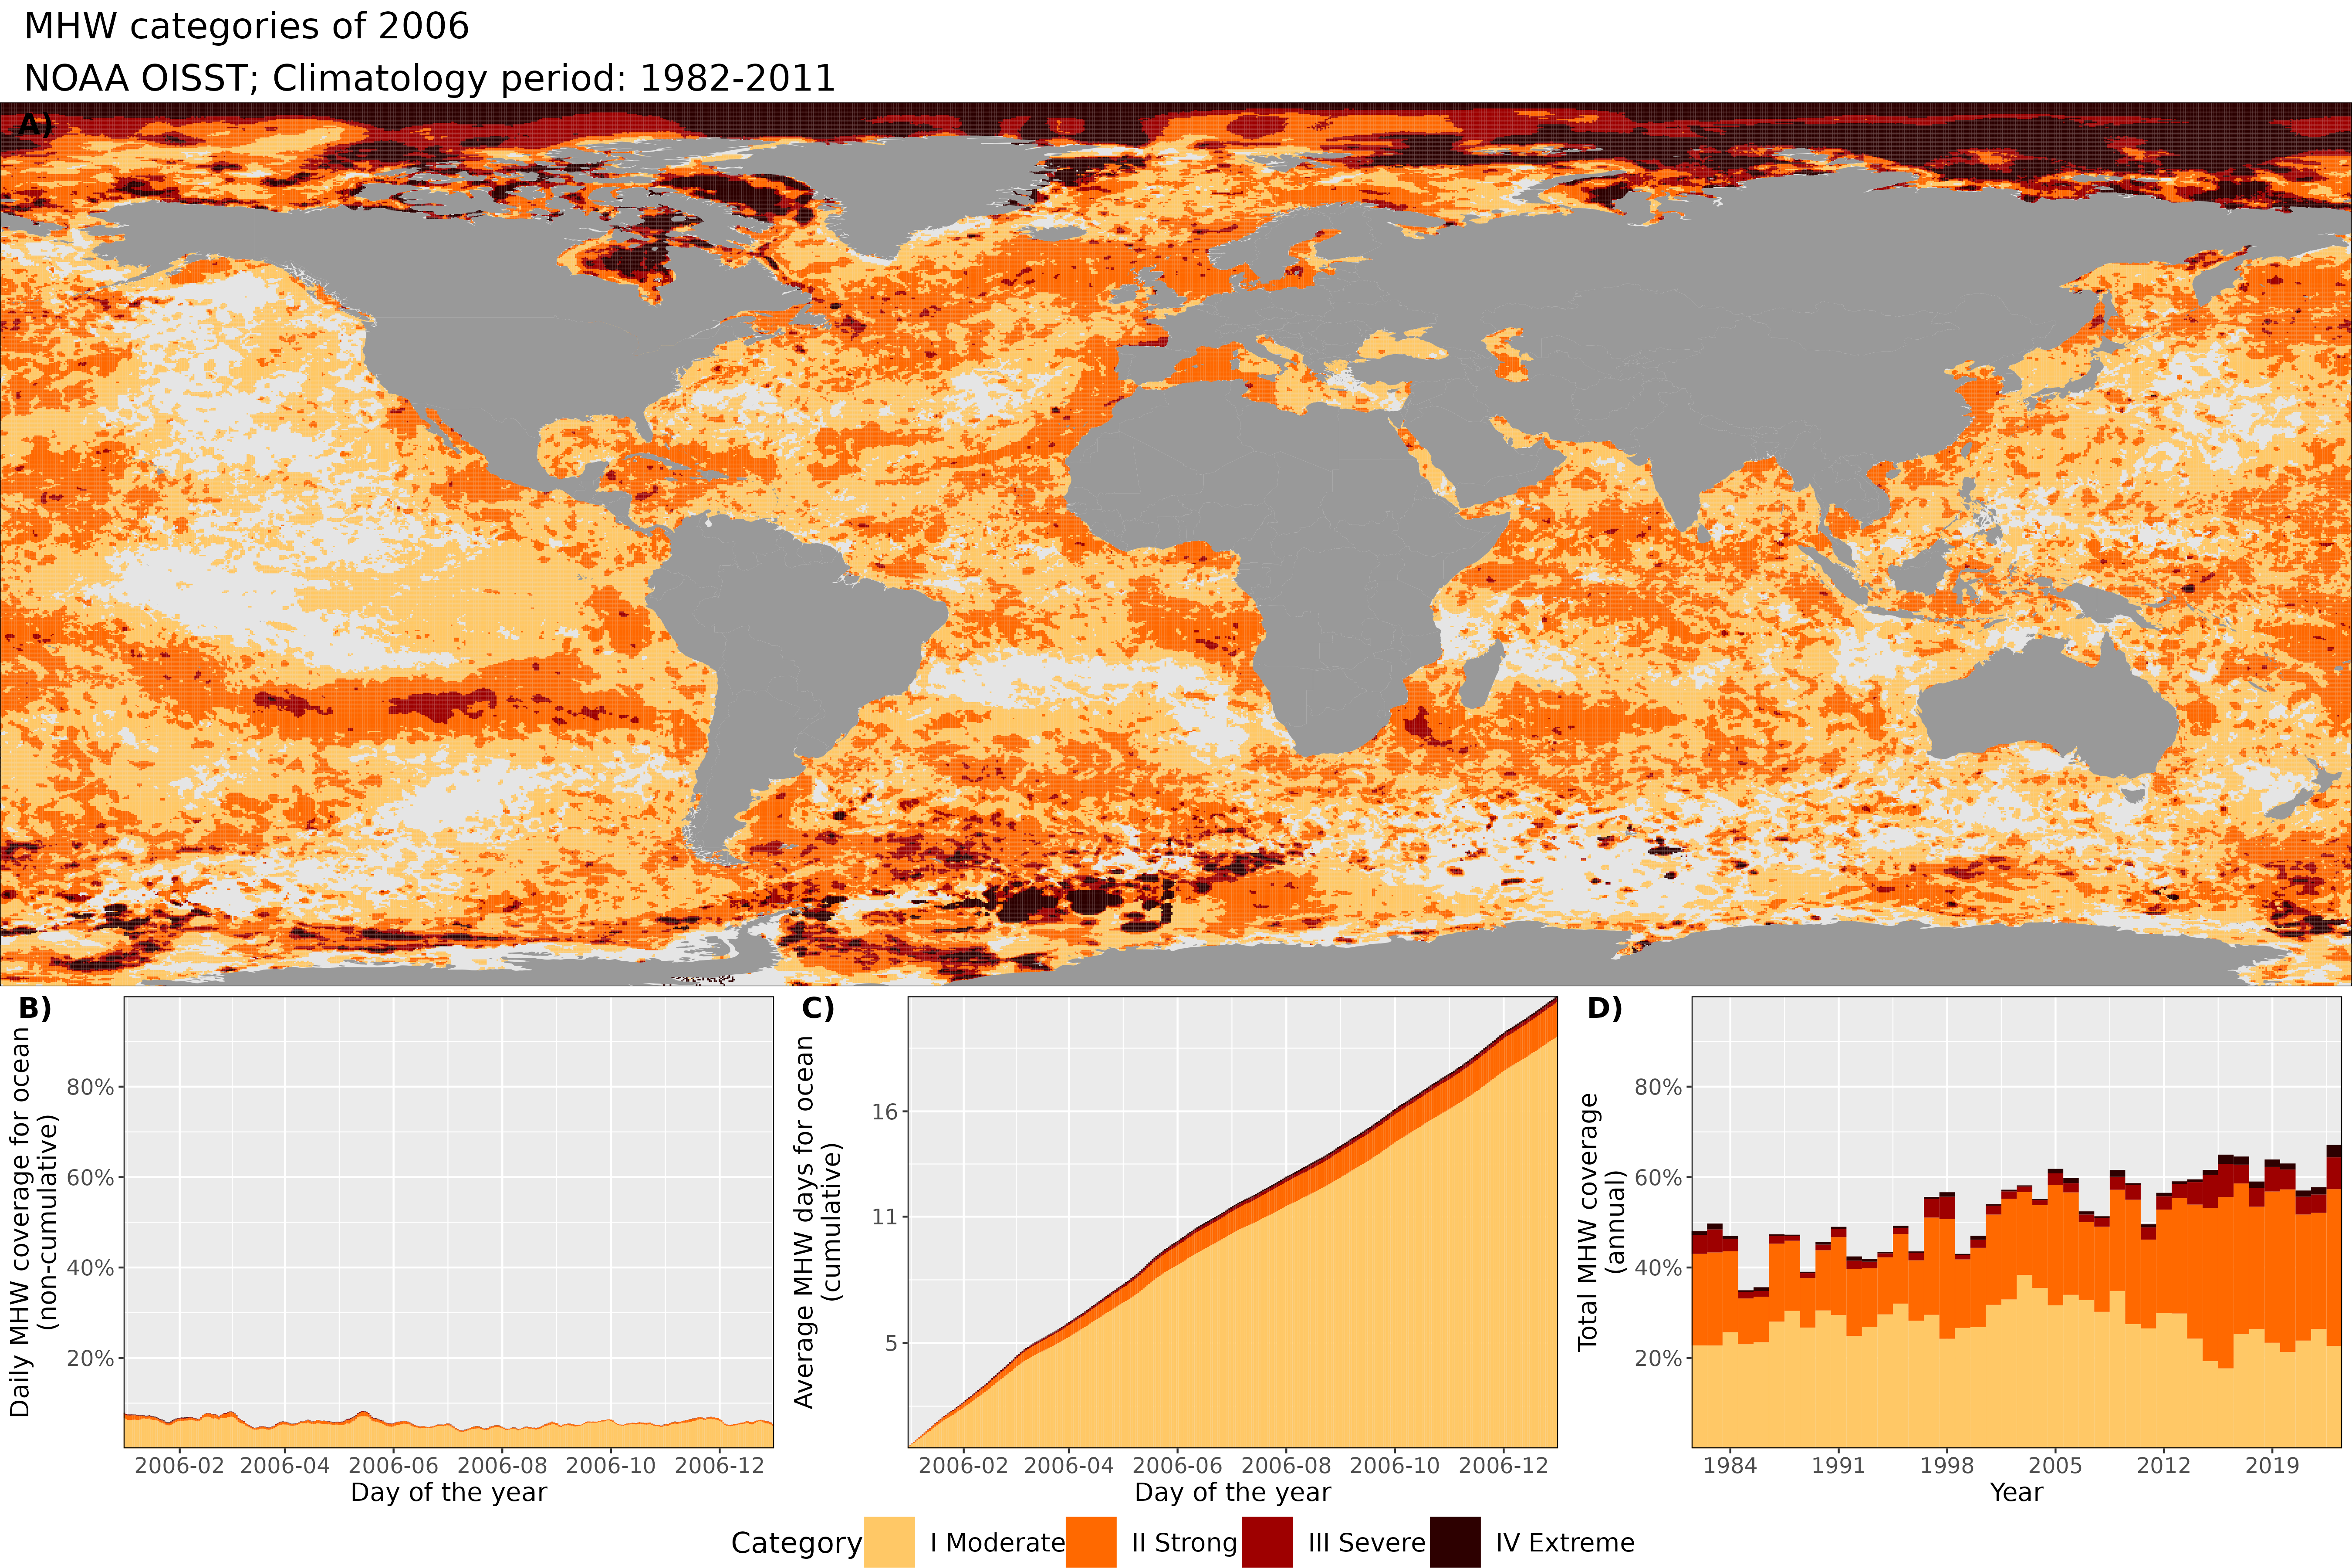 MHW categories of 2006
NOAA OISST; Climatology period: 1982-2011
A)
B)
Daily MHW coverage for ocean
(non-cumulative)
80%
60%
40%
20%
2006-02 2006-04 2006-06 2006-08 2006-10 2006-12
Day of the year
C)
Average MHW days for ocean
(cumulative)
16
11
5
2006-02 2006-04 2006-06 2006-08 2006-10 2006-12
Day of the year
D)
Total MHW coverage
(annual)
80%
60%
40%
20%
1984 1991 1998 2005 2012 2019
Year
Category I Moderate II Strong III Severe IV Extreme